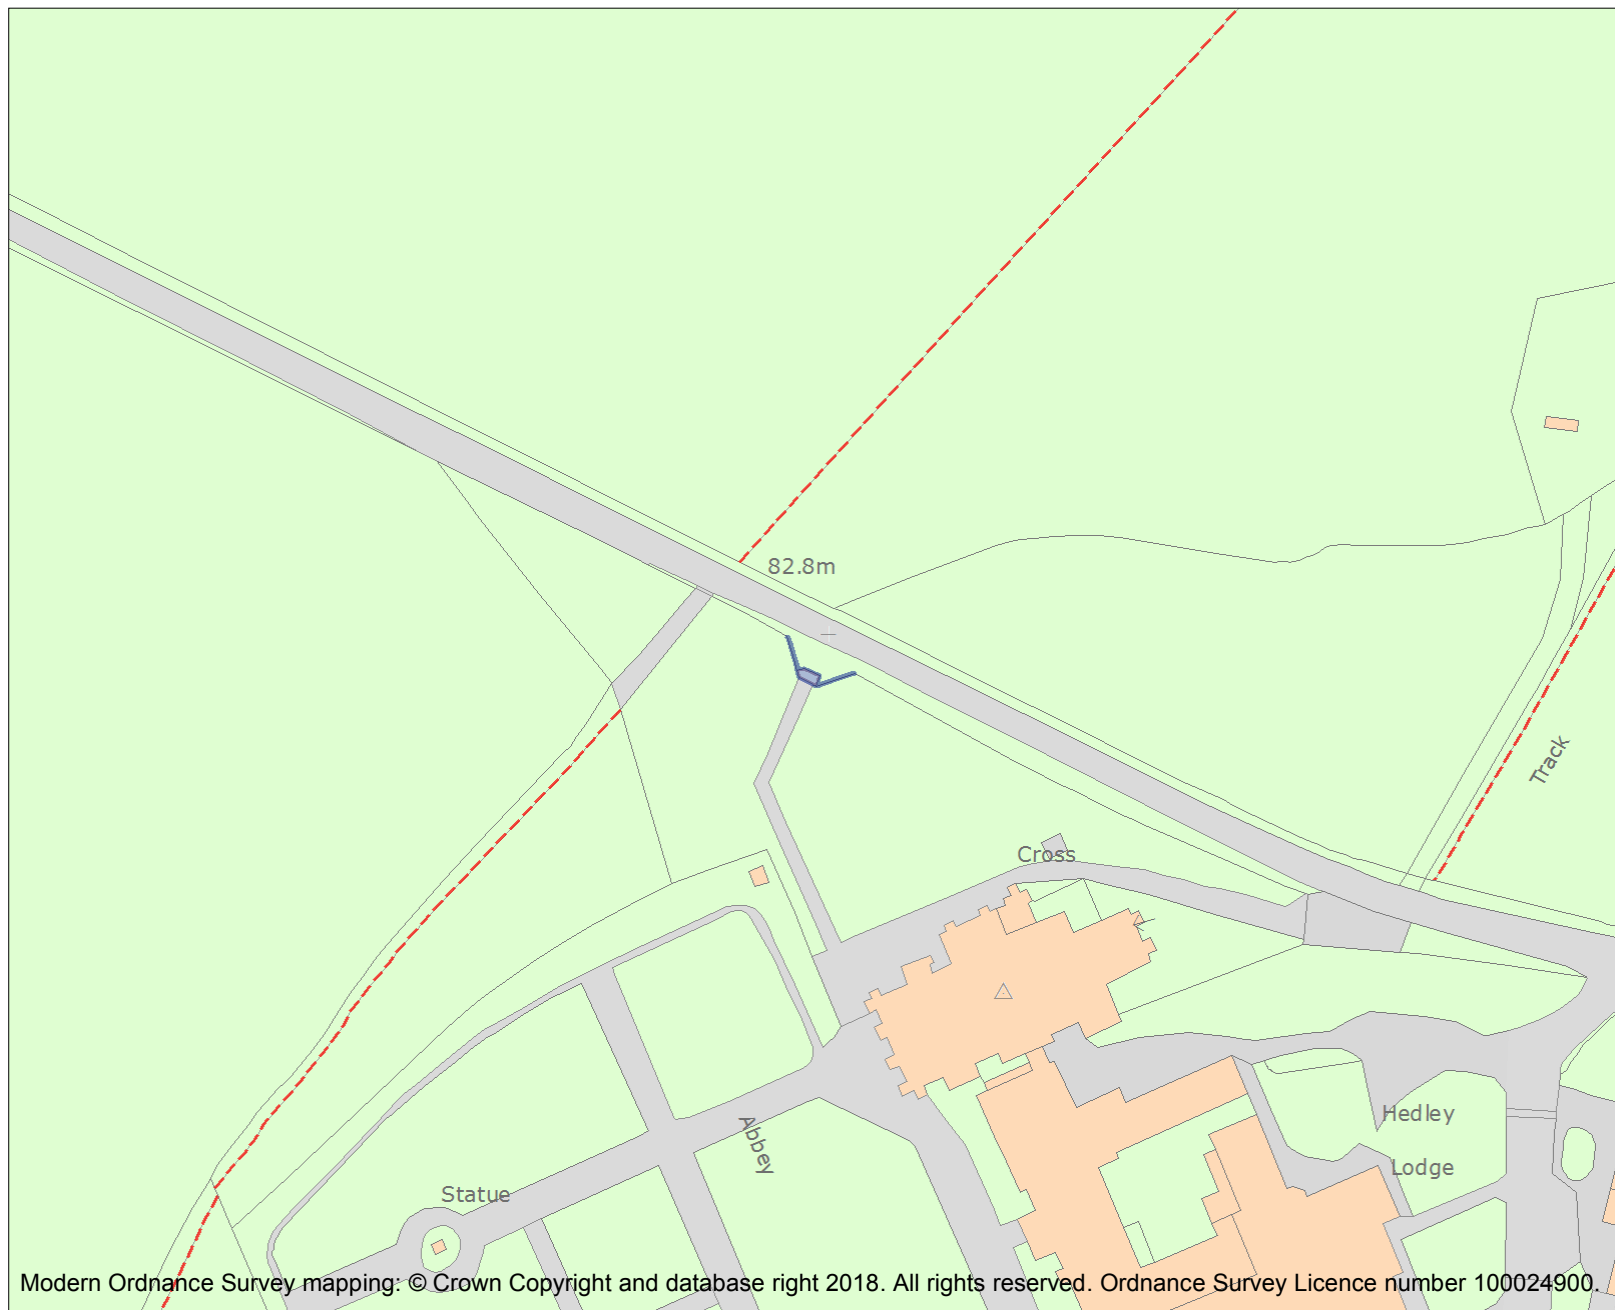 82.8m
Track
Cross
Abbey
Hedley
Lodge
Statue
Modern Ordnance Survey mapping: © Crown Copyright and database right 2018. All rights reserved. Ordnance Survey Licence number 100024900.